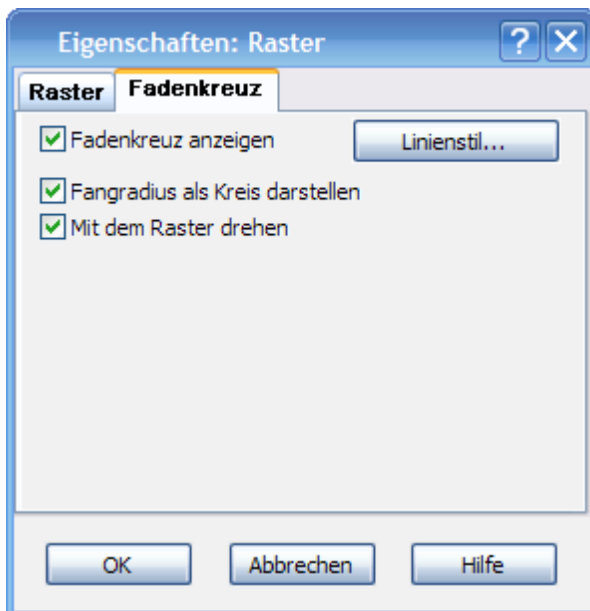 Eigenschaften: Raster
Raster Fadenkreuz
Fadenkreuz anzeigen Linienstil...
Fangradius als Kreis darstellen
Mit dem Raster drehen
OK Abbrechen Hilfe